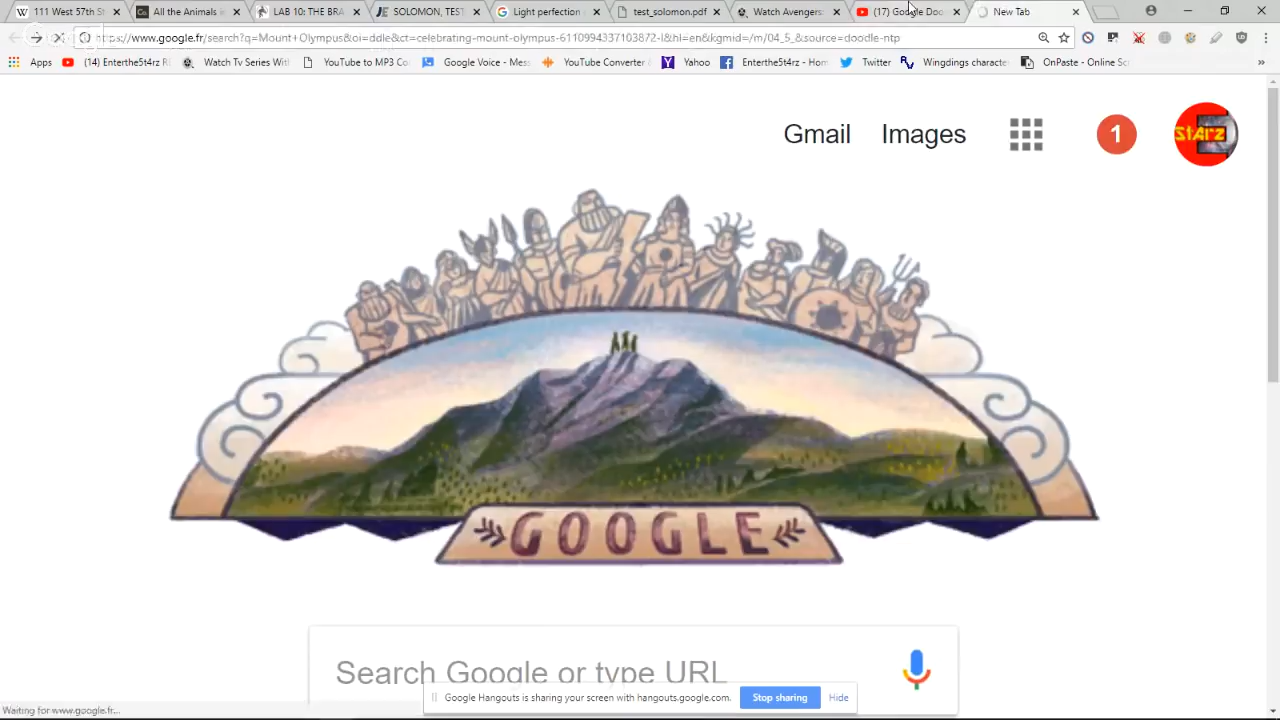 111 West 57th St
All the Animals in
LAB 10: THE BRA
SOLOMON, TEST
Light perfection
test_solomon.pdf
Watch Avengers:
(17) Google Doo
New Tab
https://www.google.fr/search?q=Mount+Olympus&oi=ddle&ct=celebrating-mount-olympus-6110994337103872-l&hl=en&kgmid=/m/04_5_&source=doodle-ntp
Apps
(14) Enterthe5t4rz R
Watch Tv Series With
YouTube to MP3 Co
Google Voice - Mess
YouTube Converter
Yahoo
Enterthe5t4rz - Hom
Twitter
Wingdings characte
OnPaste - Online Sc
»
Gmail
Images
1
StArz
GOOGLE
Search Google or type URL
Google Hangouts is sharing your screen with hangouts.google.com.
Stop sharing
Hide
Waiting for www.google.fr...